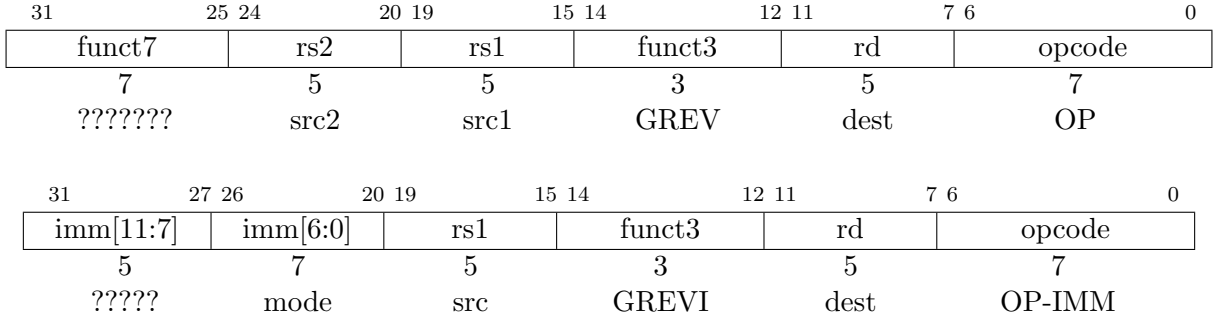 31 25 24 20 19 15 14 12 11 7 6 0
funct7 rs2 rs1 funct3 rd opcode
7 5 5 3 5 7
??????? src2 src1 GREV dest OP
31 27 26 20 19 15 14 12 11 7 6 0
imm[11:7] imm[6:0] rs1 funct3 rd opcode
5 7 5 3 5 7
????? mode src GREVI dest OP-IMM